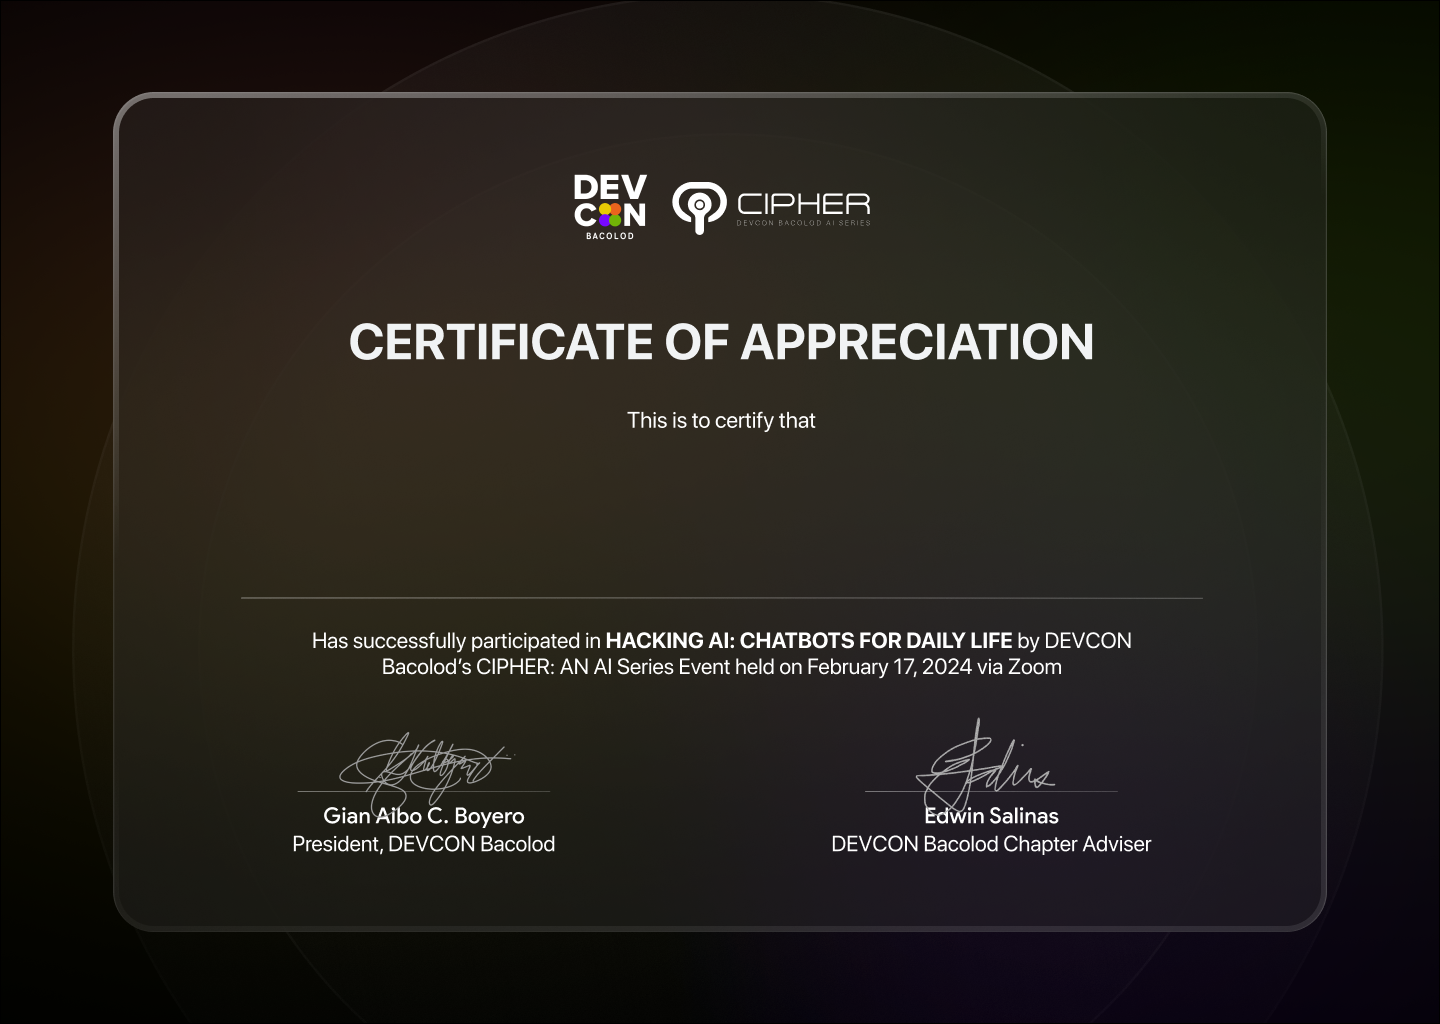 DEV
CON
BACOLOD
CIPHER
DEVCON BACOLOD AI SERIES
CERTIFICATE OF APPRECIATION
This is to certify that
Has successfully participated in HACKING AI: CHATBOTS FOR DAILY LIFE by DEVCON
Bacolod’s CIPHER: AN AI Series Event held on February 17, 2024 via Zoom
Gian Aibo C. Boyero
President, DEVCON Bacolod
Edwin Salinas
DEVCON Bacolod Chapter Adviser